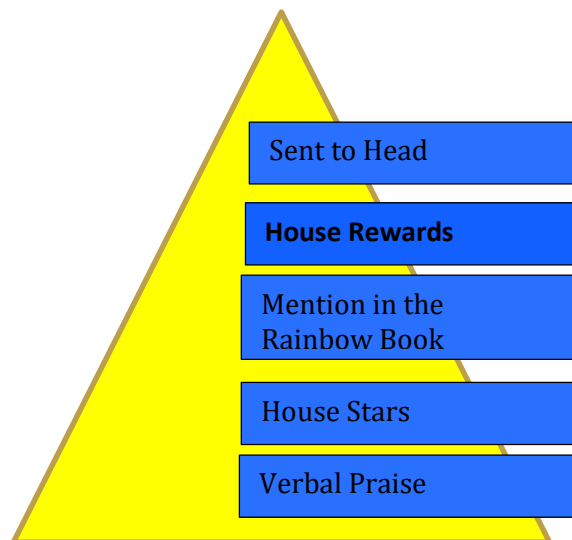 Sent to Head
House Rewards
Mention in the
Rainbow Book
House Stars
Verbal Praise